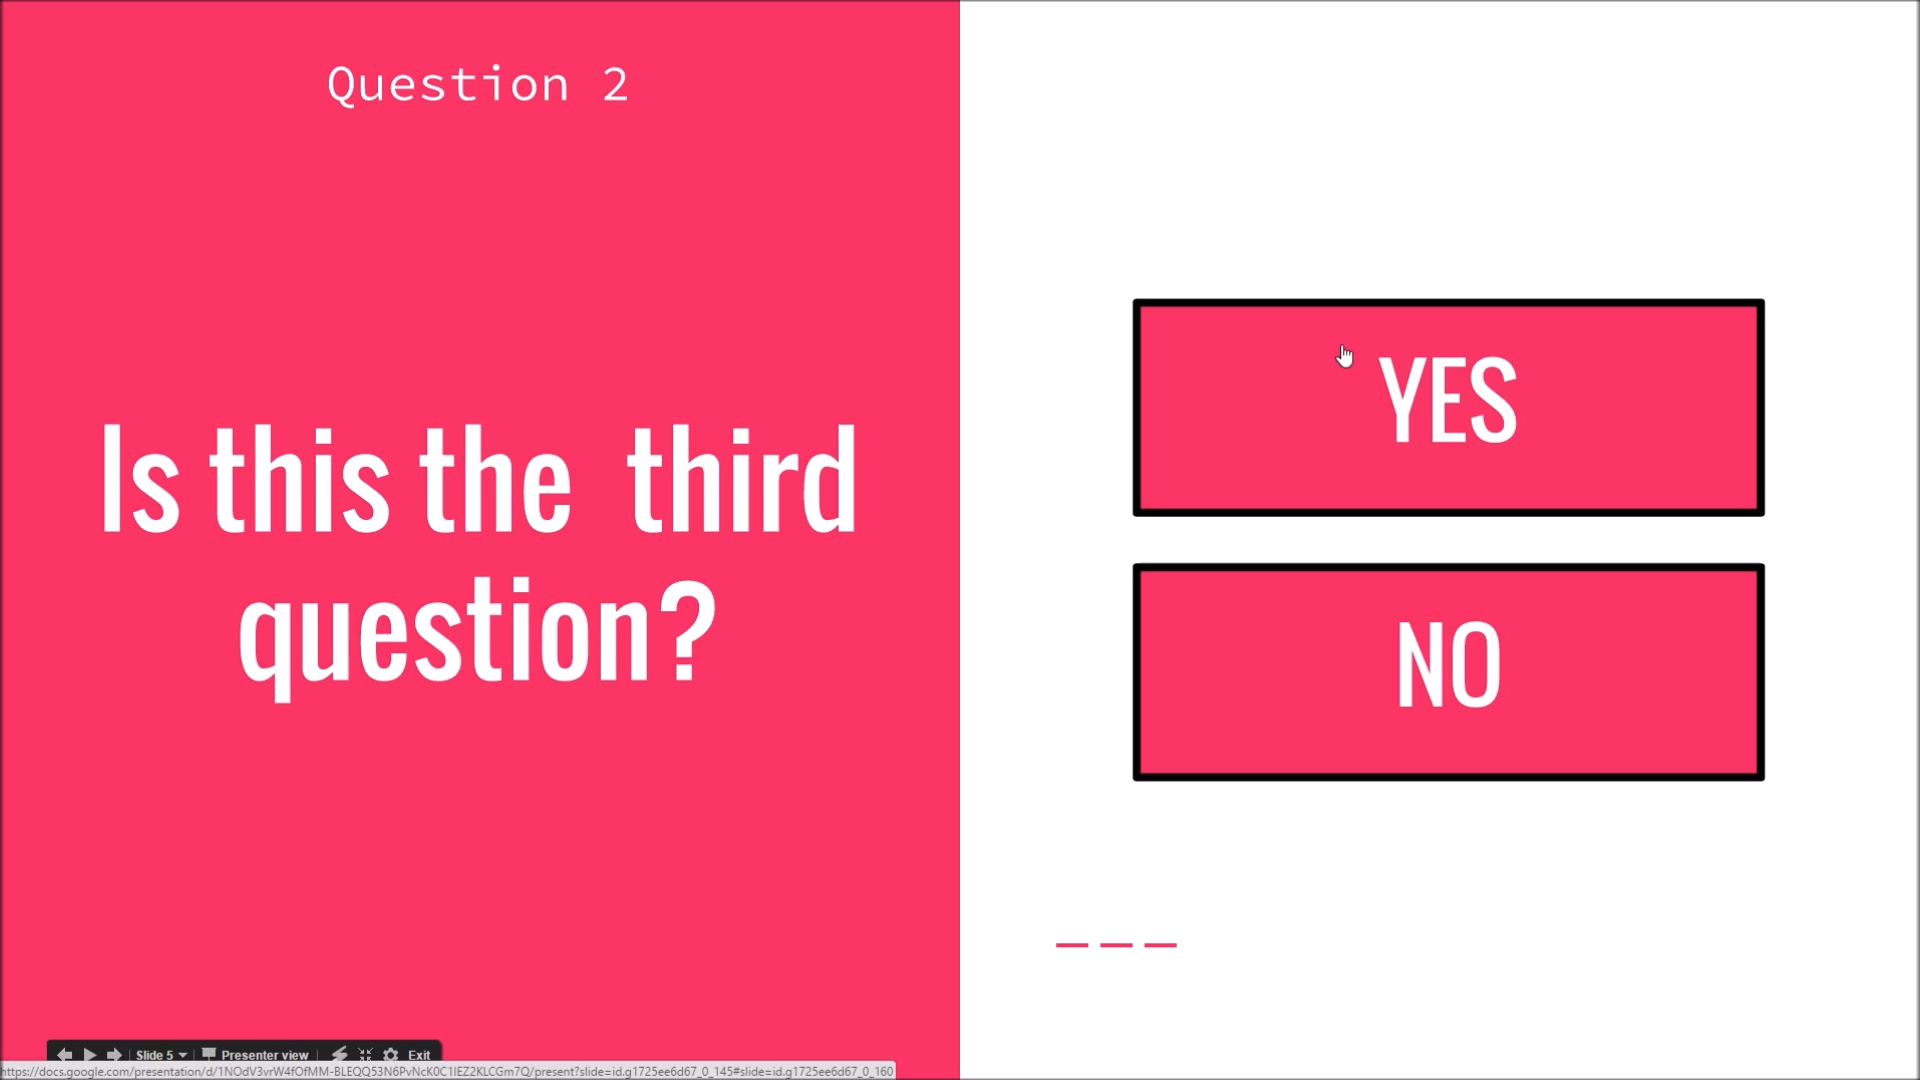 Question 2
Is this the  third
question?
YES
NO
Slide 5
Presenter view
Exit
https://docs.google.com/presentation/d/1NOdV3vrW4fOfMM-BLEQQ53N6PvNcK0C1IEZ2KLCGm7Q/present?slide=id.g1725ee6d67_0_145#slide=id.g1725ee6d67_0_160